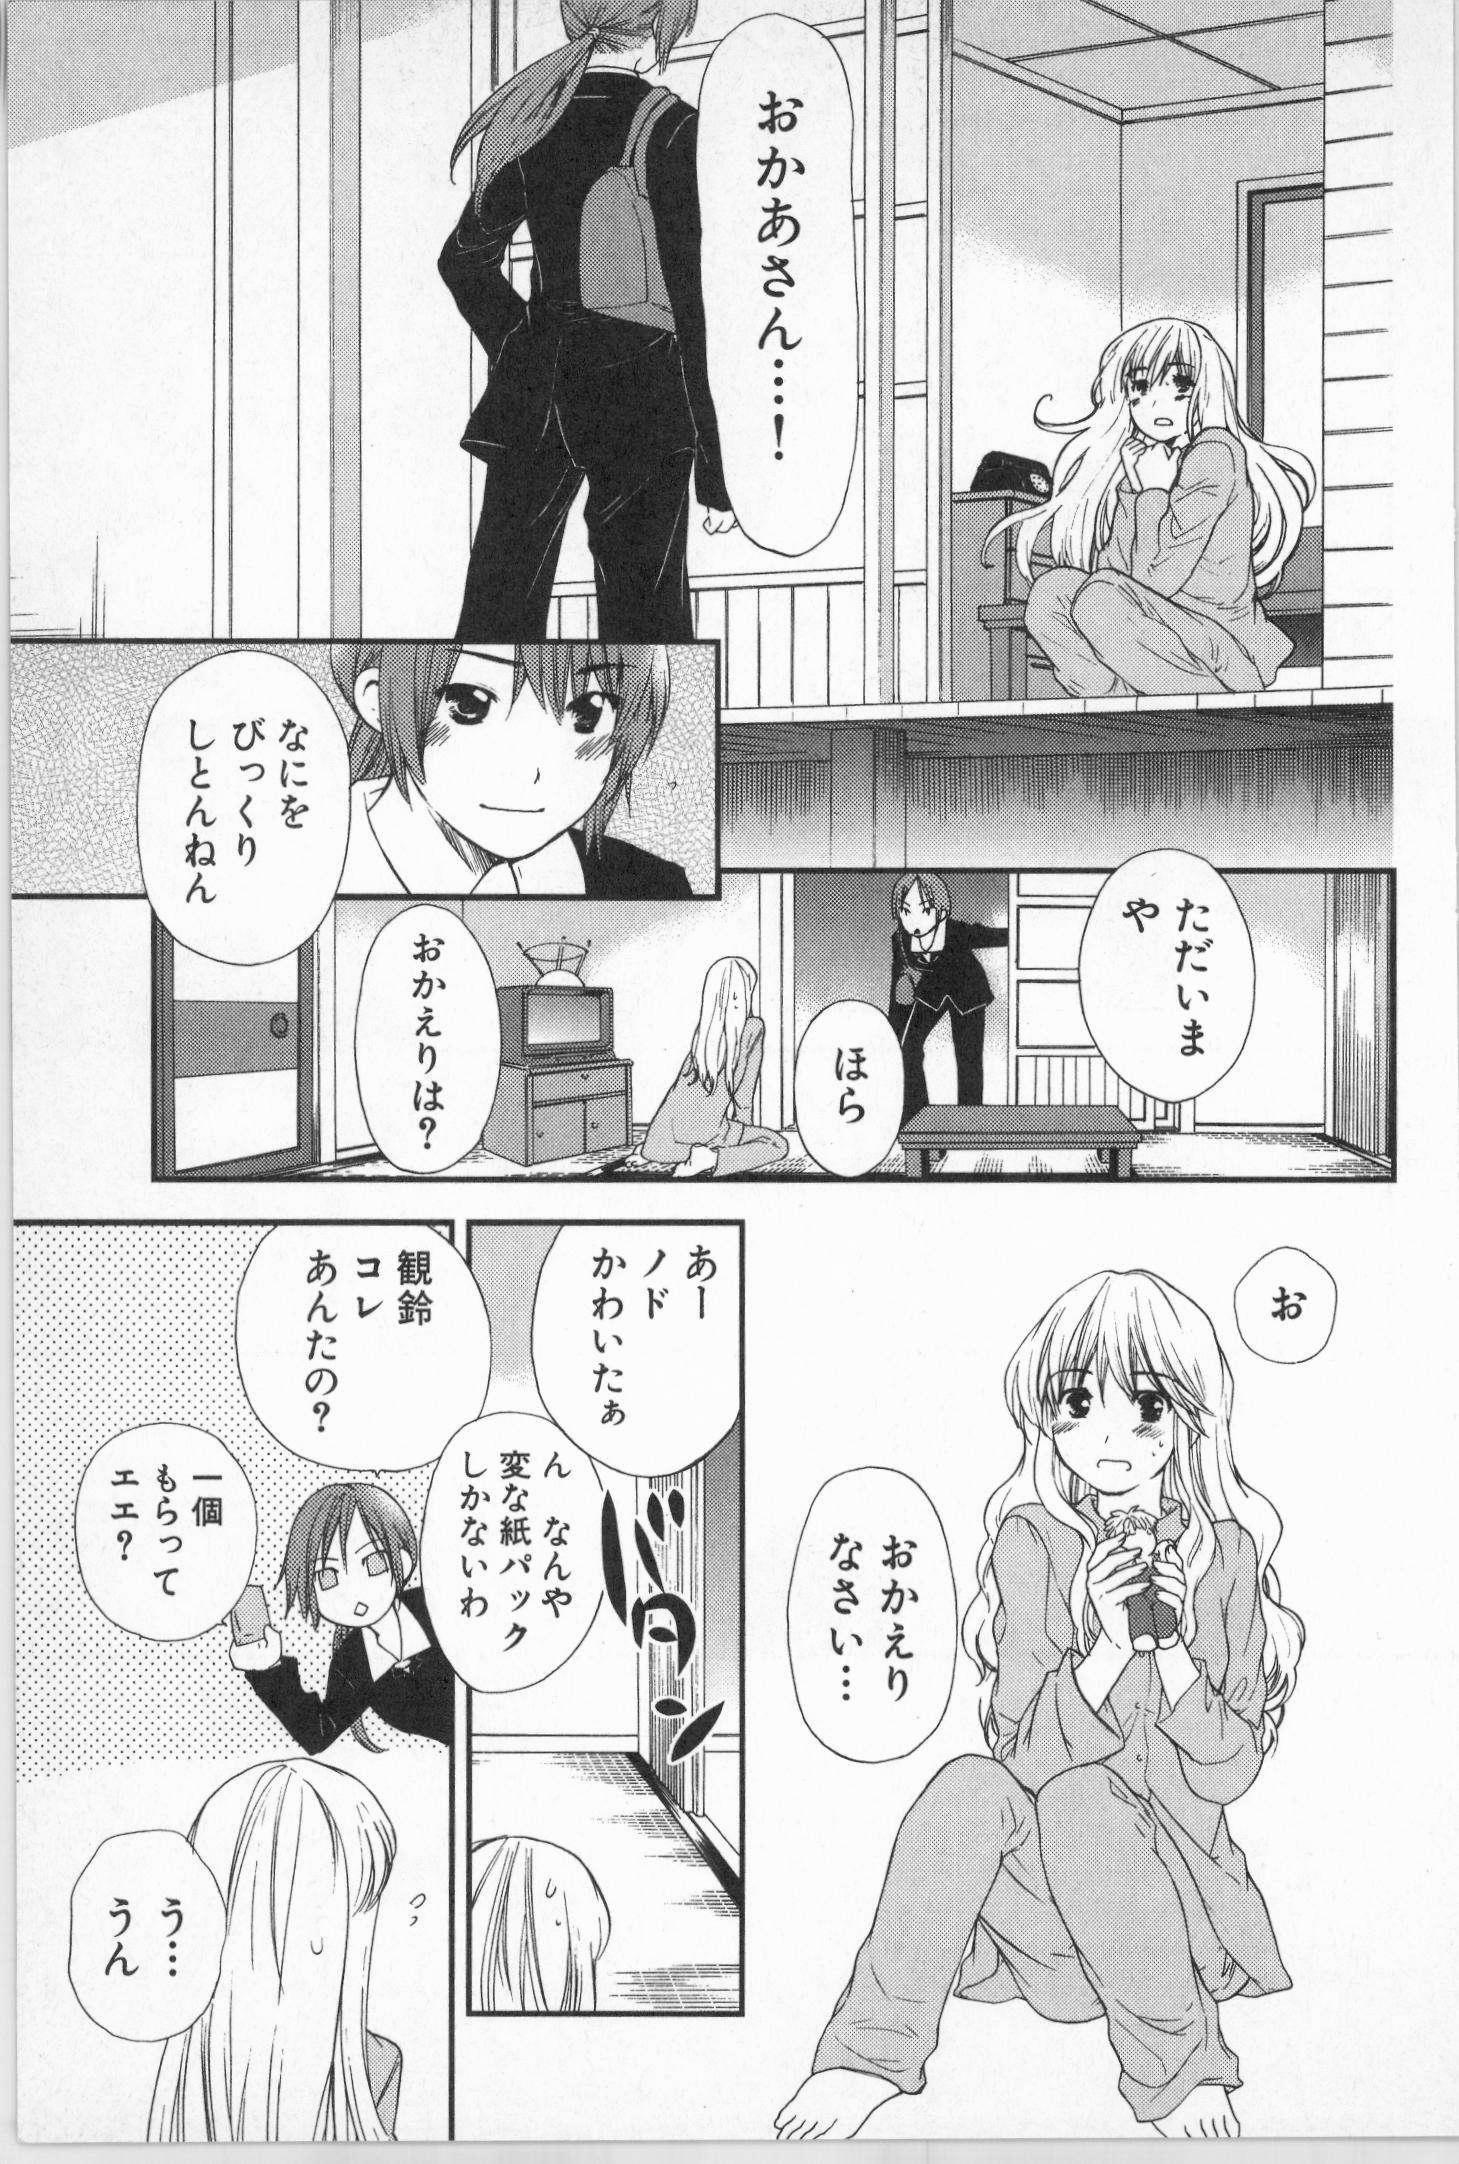 おかあさん…！
なにを
びっくり
しとんねん
ただいま
や
ほら
おかえりは？
お
おかえり
なさい…
あー
ノド
かわいたぁ
ん なんや
変な紙パック
しかないわ
観鈴
コレ
あんたの？
一個
もらって
エエ？
う…
うん